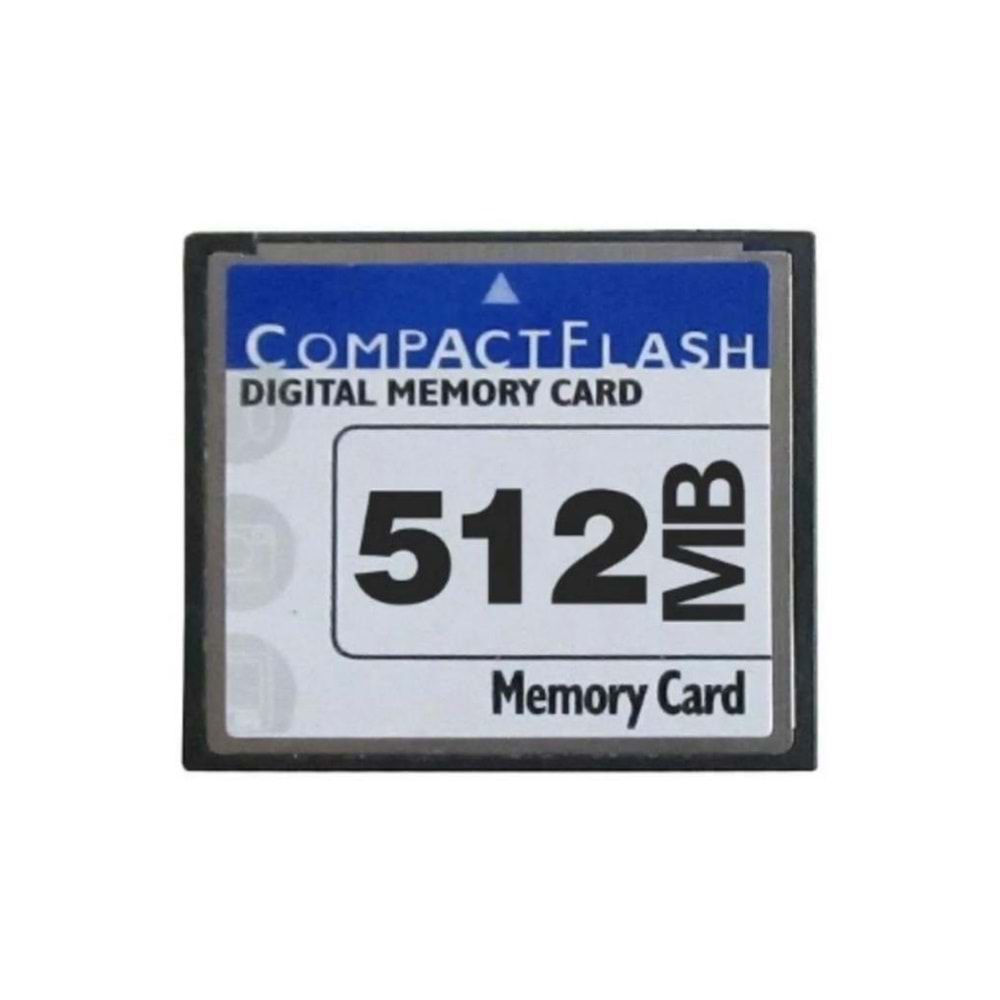 COMPACTFLASH
DIGITAL MEMORY CARD
512MB
Memory Card